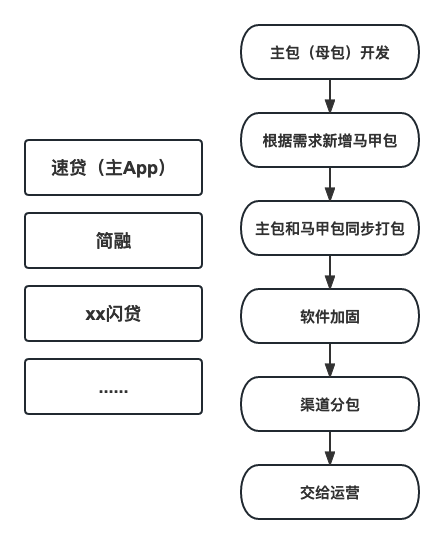 速贷（主App）
简融
xx闪贷
......
主包（母包）开发
根据需求新增马甲包
主包和马甲包同步打包
软件加固
渠道分包
交给运营